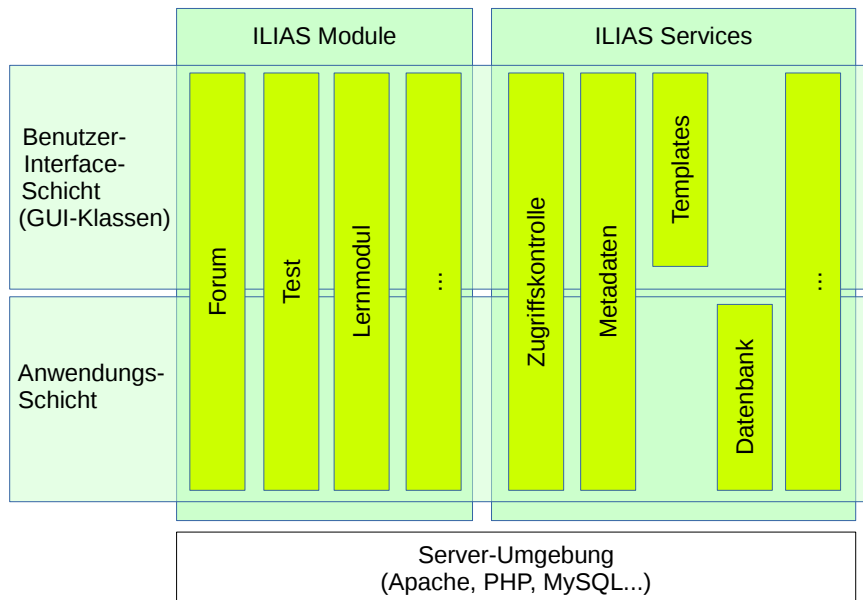 ILIAS Module
ILIAS Services
Benutzer-
Interface-
Schicht
(GUI-Klassen)
Anwendungs-
Schicht
Forum
Test
Lernmodul
...
Zugriffskontrolle
Metadaten
Templates
Datenbank
...
Server-Umgebung
(Apache, PHP, MySQL...)